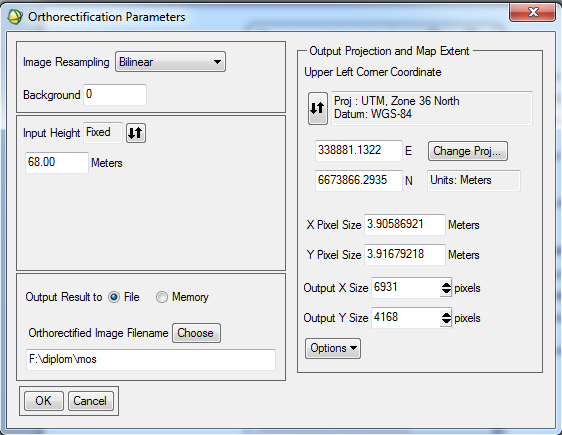 Orthorectification Parameters
Image Resampling Bilinear
Background 0
Input Height Fixed
68.00 Meters
Output Result to File Memory
Orthorectified Image Filename Choose
F:\diplom\mos
OK Cancel
Output Projection and Map Extent
Upper Left Corner Coordinate
Proj : UTM, Zone 36 North
Datum: WGS-84
338881.1322 E Change Proj...
6673866.2935 N Units: Meters
X Pixel Size 3.90586921 Meters
Y Pixel Size 3.91679218 Meters
Output X Size 6931 pixels
Output Y Size 4168 pixels
Options